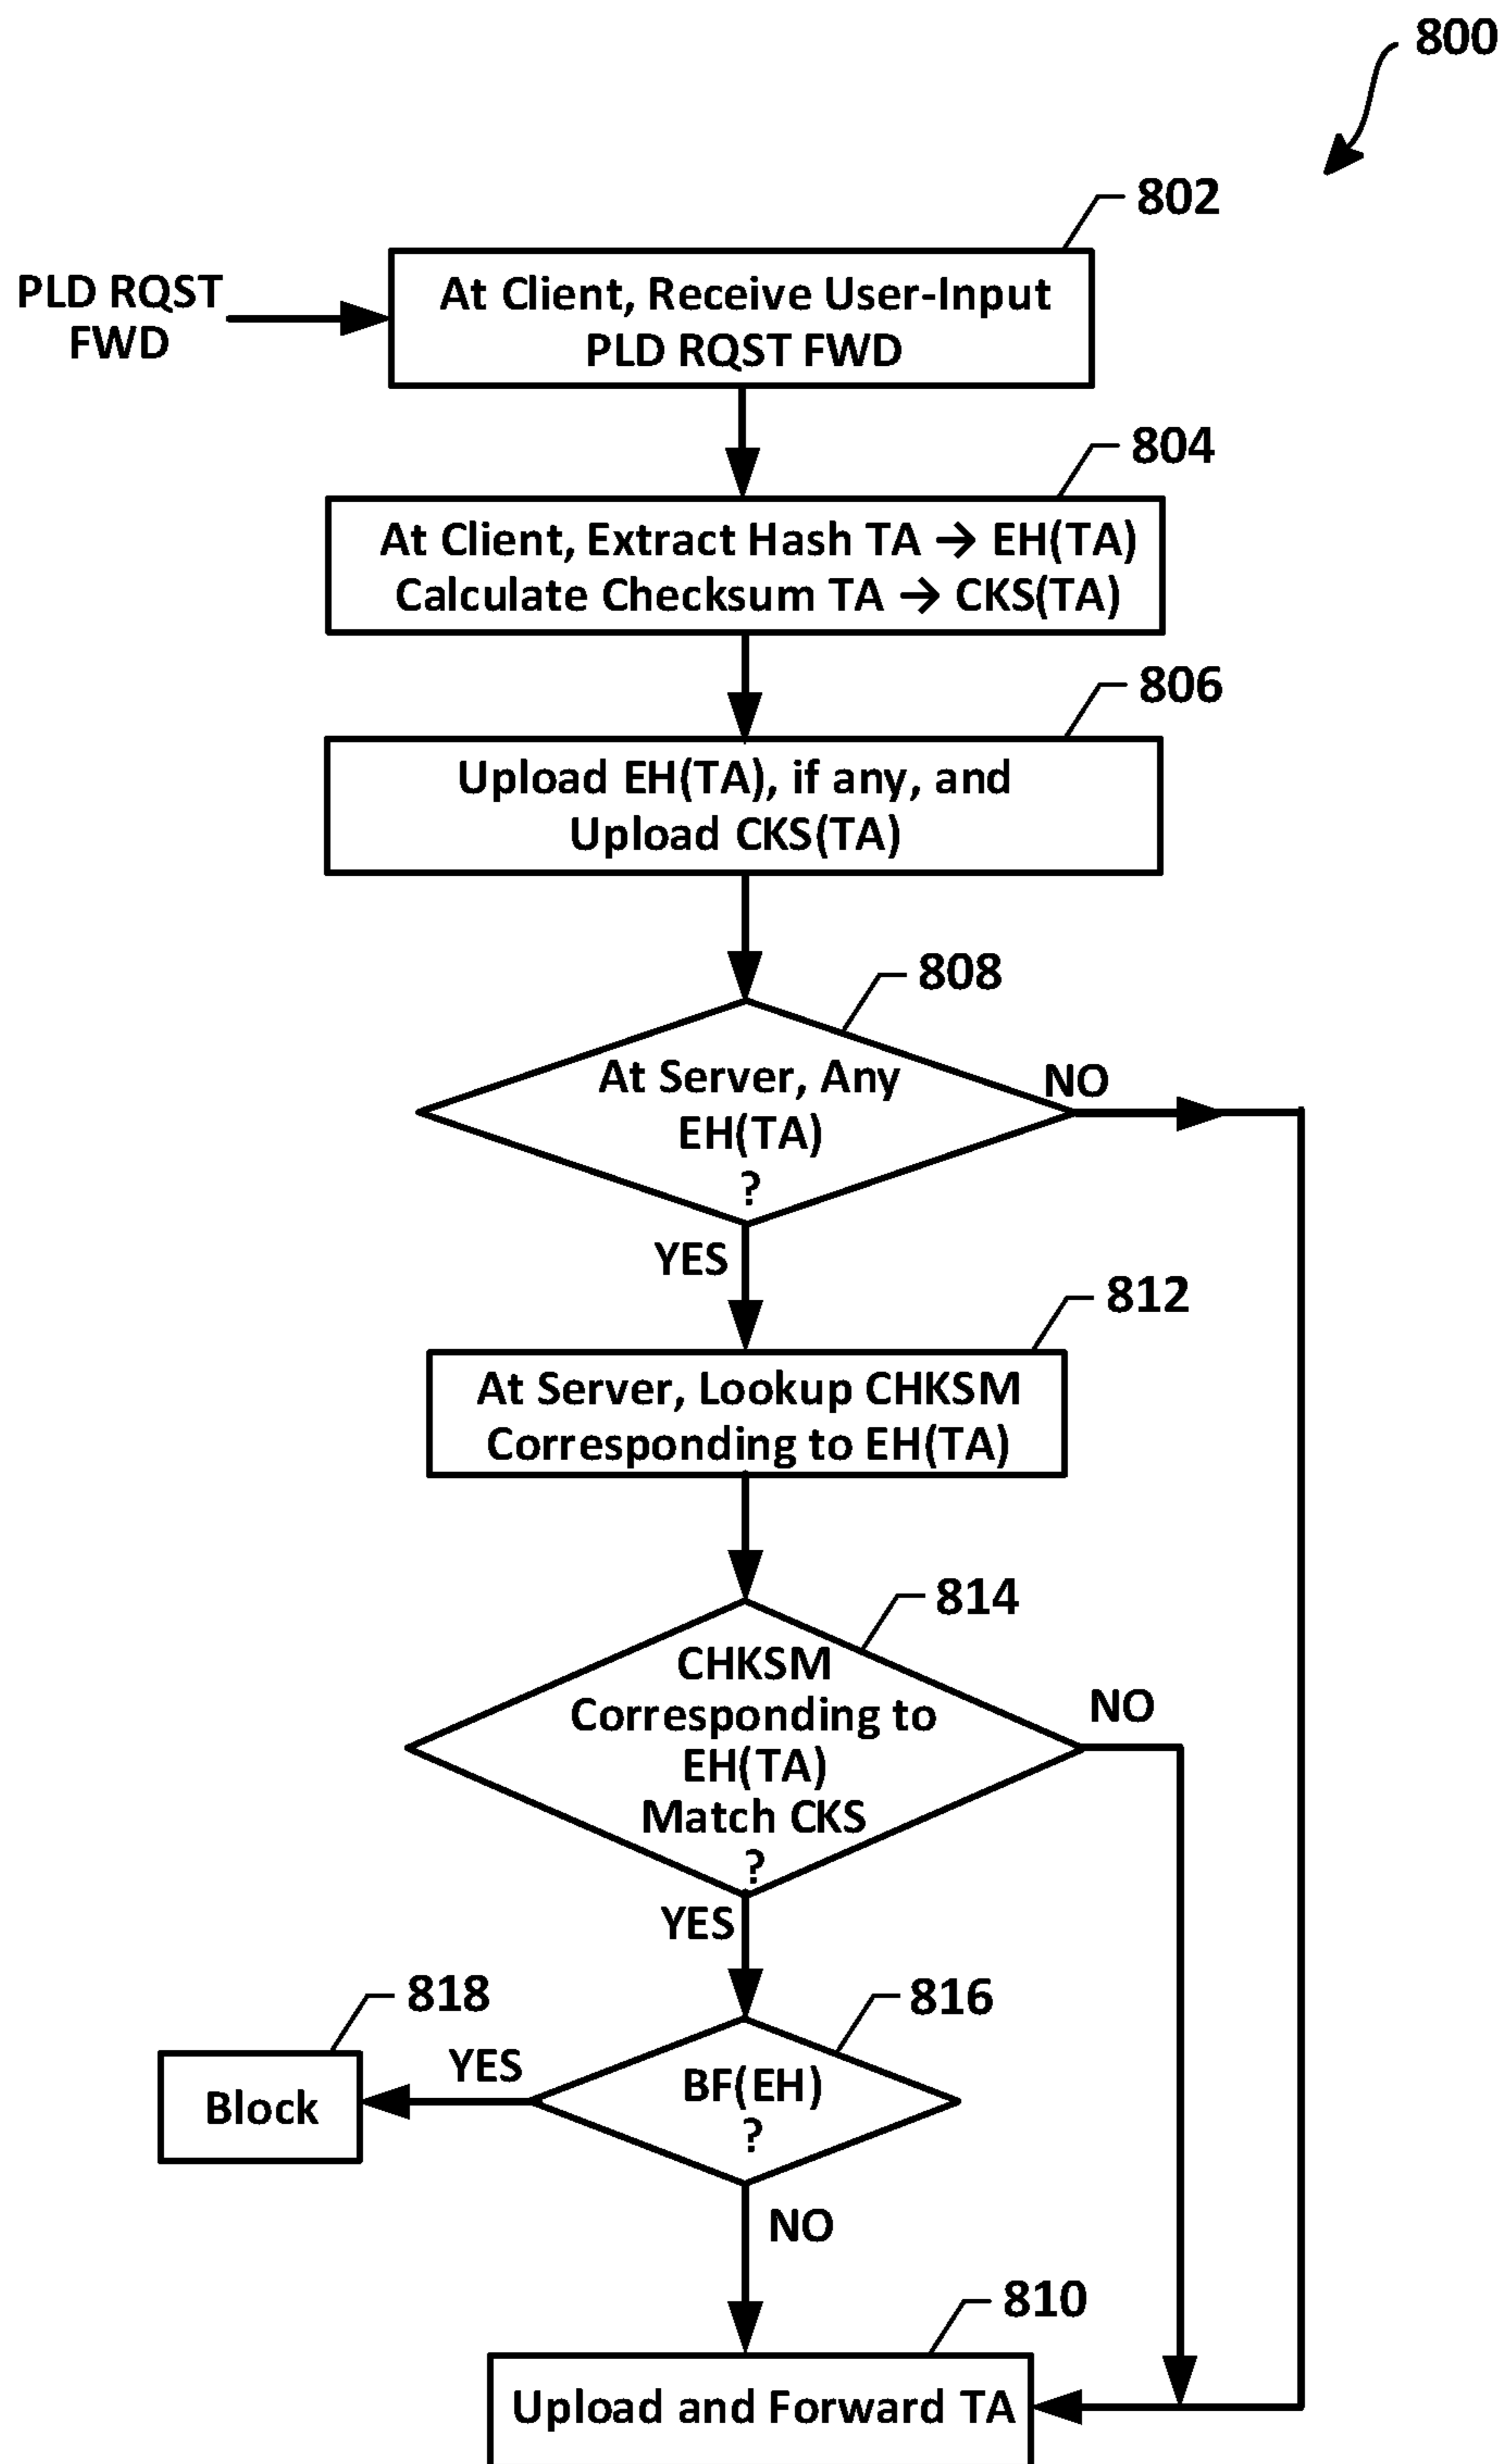 800
802
PLD RQST
FWD
At Client, Receive User-Input
PLD RQST FWD
804
At Client, Extract Hash TA → EH(TA)
Calculate Checksum TA → CKS(TA)
806
Upload EH(TA), if any, and
Upload CKS(TA)
808
At Server, Any
EH(TA)
?
NO
YES
812
At Server, Lookup CHKSM
Corresponding to EH(TA)
814
CHKSM
Corresponding to
EH(TA)
Match CKS
?
NO
YES
818
816
YES
Block
BF(EH)
?
NO
810
Upload and Forward TA